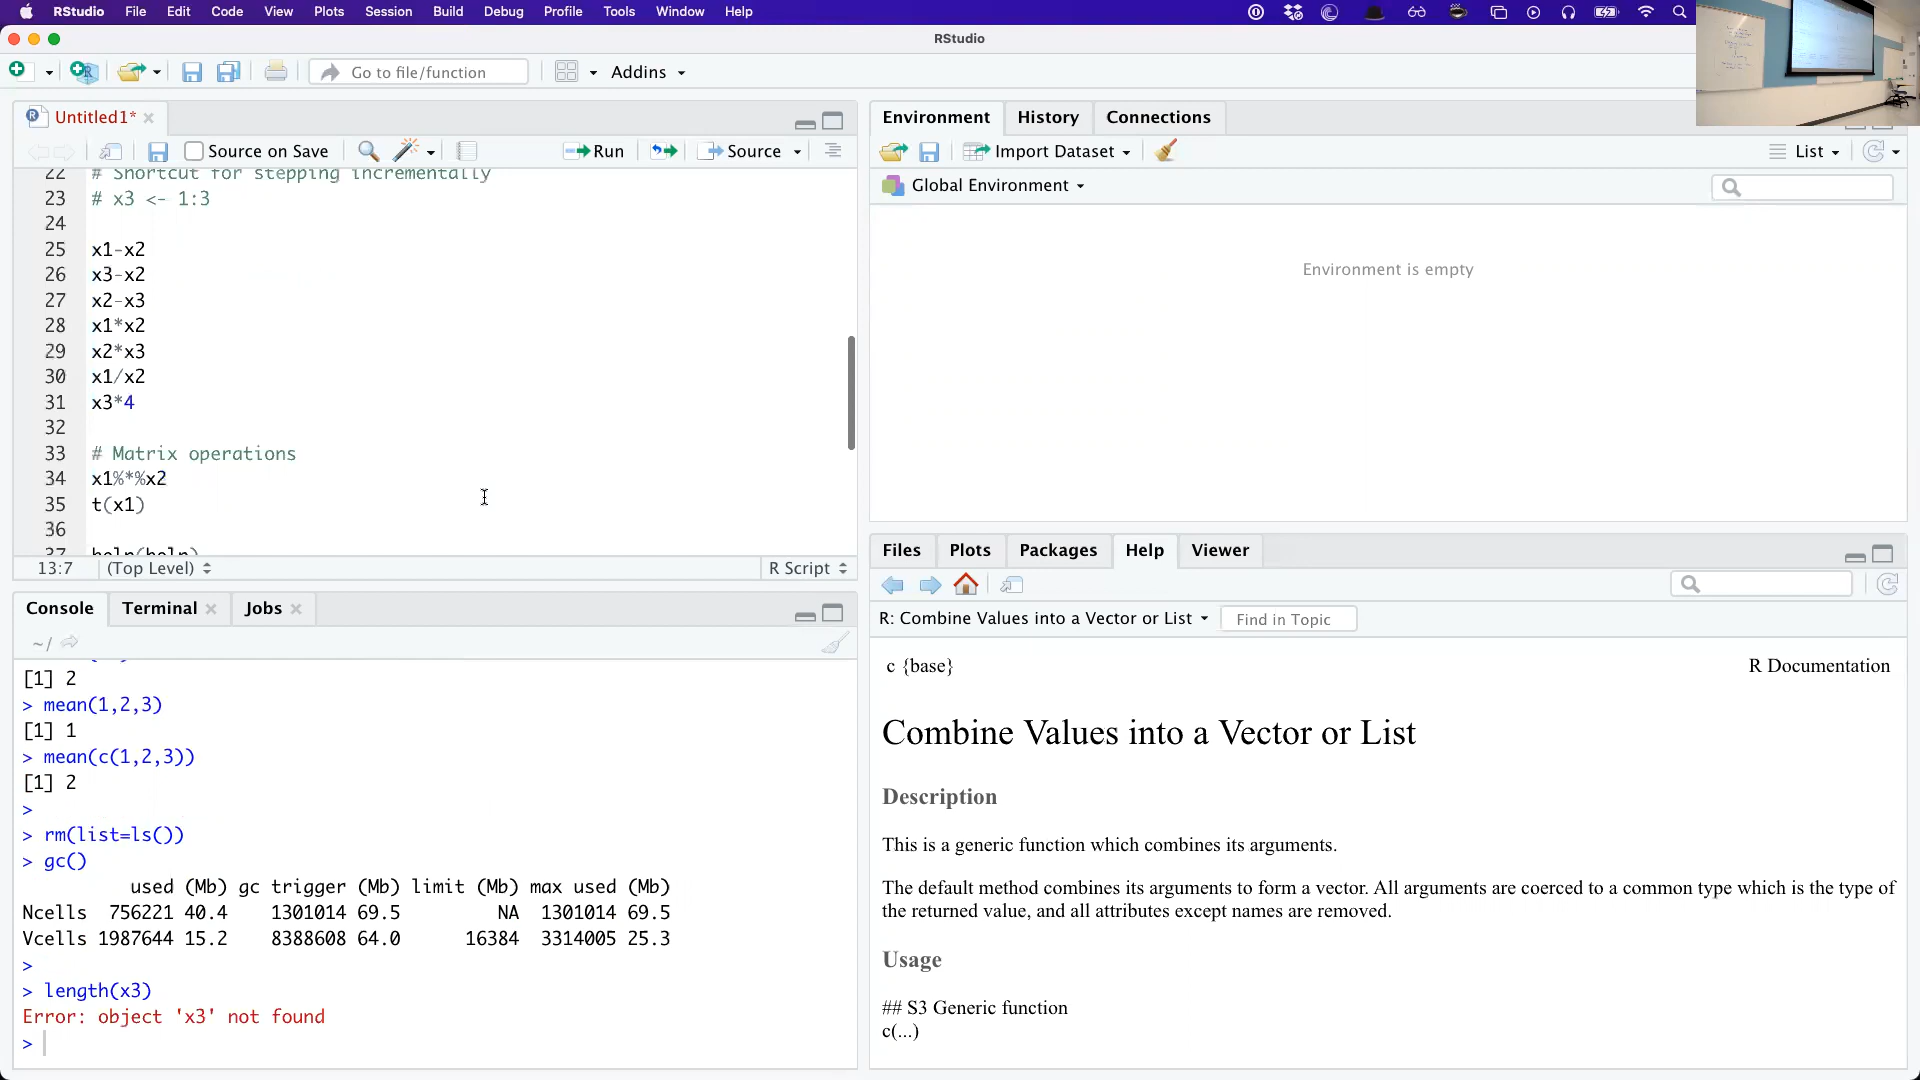 RStudio File Edit Code View Plots Session Build Debug Profile Tools Window Help
RStudio
Go to file/function Addins
Untitled1*
Source on Save Run Source
22 # Shortcut for stepping incrementally
23 # x3 <- 1:3
24
25 x1-x2
26 x3-x2
27 x2-x3
28 x1*x2
29 x2*x3
30 x1/x2
31 x3*4
32
33 # Matrix operations
34 x1%*%x2
35 t(x1)
36
37 help(help)
13:7 (Top Level) R Script
Console Terminal Jobs
~/
[1] 2
> mean(1,2,3)
[1] 1
> mean(c(1,2,3))
[1] 2
>
> rm(list=ls())
> gc()
used (Mb) gc trigger (Mb) limit (Mb) max used (Mb)
Ncells 756221 40.4 1301014 69.5 NA 1301014 69.5
Vcells 1987644 15.2 8388608 64.0 16384 3314005 25.3
>
> length(x3)
Error: object 'x3' not found
>
Environment History Connections
Import Dataset List
Global Environment
Environment is empty
Files Plots Packages Help Viewer
R: Combine Values into a Vector or List Find in Topic
c {base} R Documentation
Combine Values into a Vector or List
Description
This is a generic function which combines its arguments.
The default method combines its arguments to form a vector. All arguments are coerced to a common type which is the type of
the returned value, and all attributes except names are removed.
Usage
## S3 Generic function
c(...)